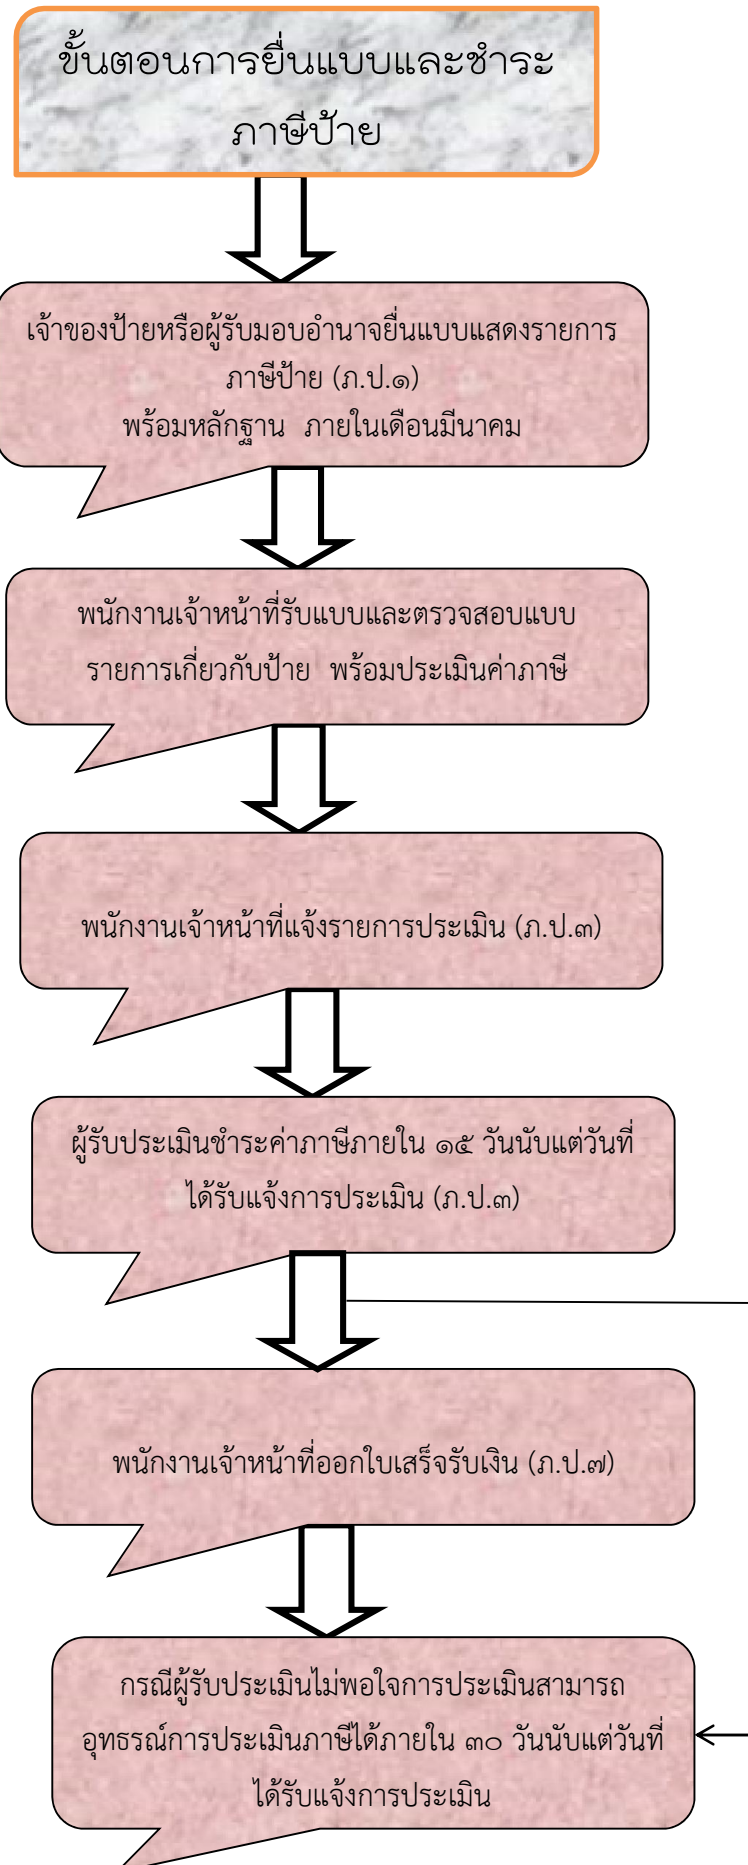 ขั้นตอนการยื่นแบบและชำระ
ภาษีป้าย
เจ้าของป้ายหรือผู้รับมอบอำนาจยื่นแบบแสดงรายการ
ภาษีป้าย (ภ.ป.๑)
พร้อมหลักฐาน ภายในเดือนมีนาคม
พนักงานเจ้าหน้าที่รับแบบและตรวจสอบแบบ
รายการเกี่ยวกับป้าย พร้อมประเมินค่าภาษี
พนักงานเจ้าหน้าที่แจ้งรายการประเมิน (ภ.ป.๓)
ผู้รับประเมินชำระค่าภาษีภายใน ๑๕ วันนับแต่วันที่
ได้รับแจ้งการประเมิน (ภ.ป.๓)
พนักงานเจ้าหน้าที่ออกใบเสร็จรับเงิน (ภ.ป.๗)
กรณีผู้รับประเมินไม่พอใจการประเมินสามารถ
อุทธรณ์การประเมินภาษีได้ภายใน ๓๐ วันนับแต่วันที่
ได้รับแจ้งการประเมิน